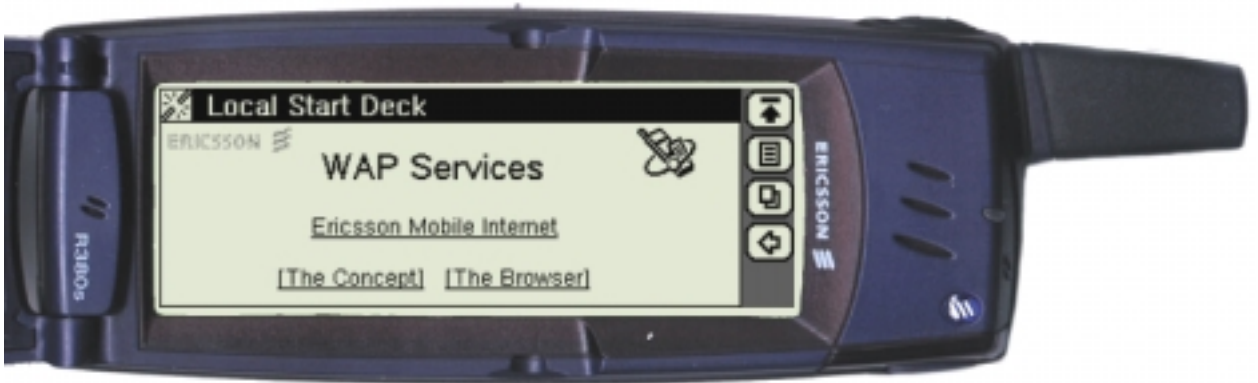 Local Start Deck
ERICSSON
WAP Services
Ericsson Mobile Internet
[The Concept] [The Browser]
ERICSSON
R380s